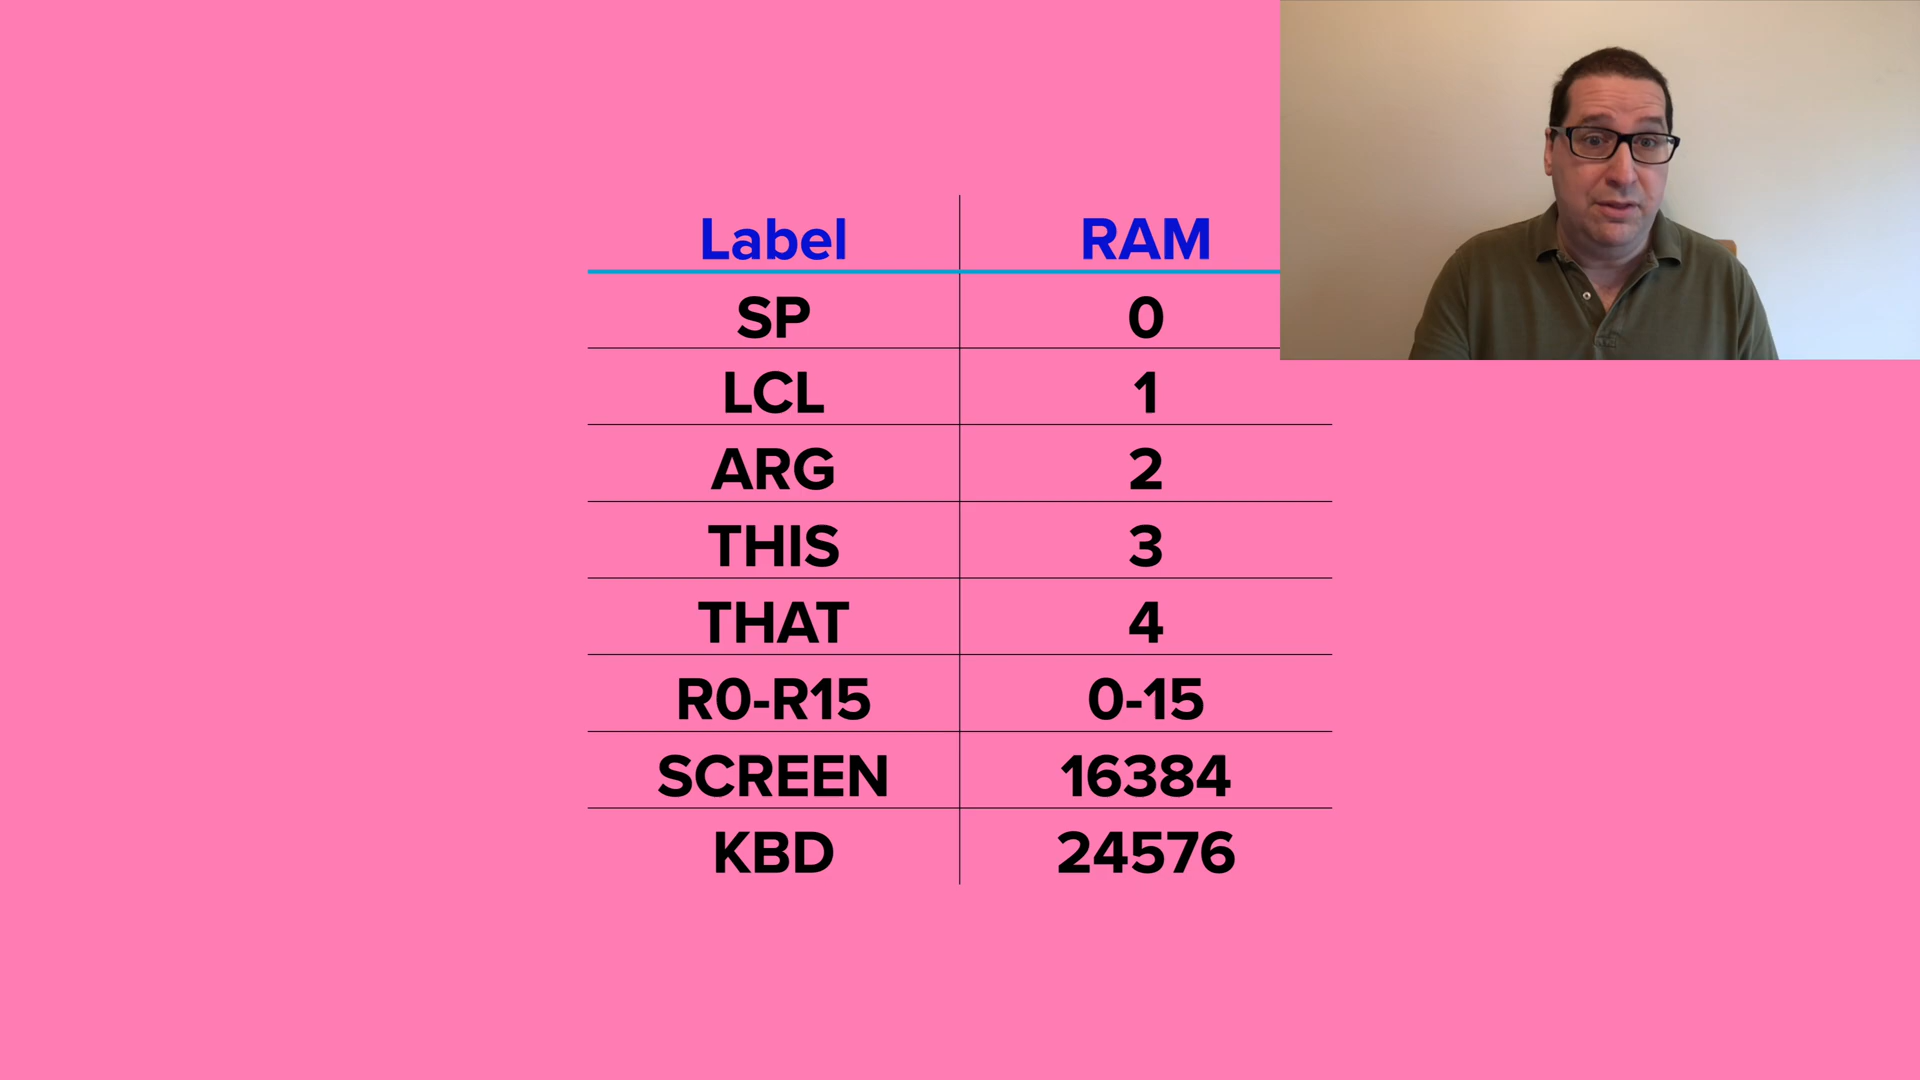 Label RAM
SP 0
LCL 1
ARG 2
THIS 3
THAT 4
R0-R15 0-15
SCREEN 16384
KBD 24576